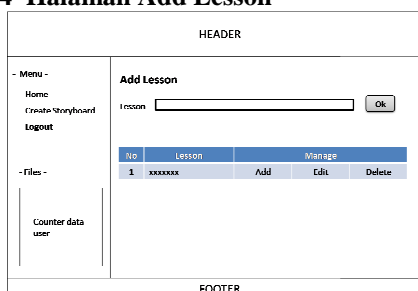 4 Halaman Add Lesson
HEADER
- Menu -
Home
Create Storyboard
Logout
- Files -
Counter data
user
Add Lesson
Lesson
Ok
No Lesson Manage
1 xxxxxxx Add Edit Delete
FOOTER